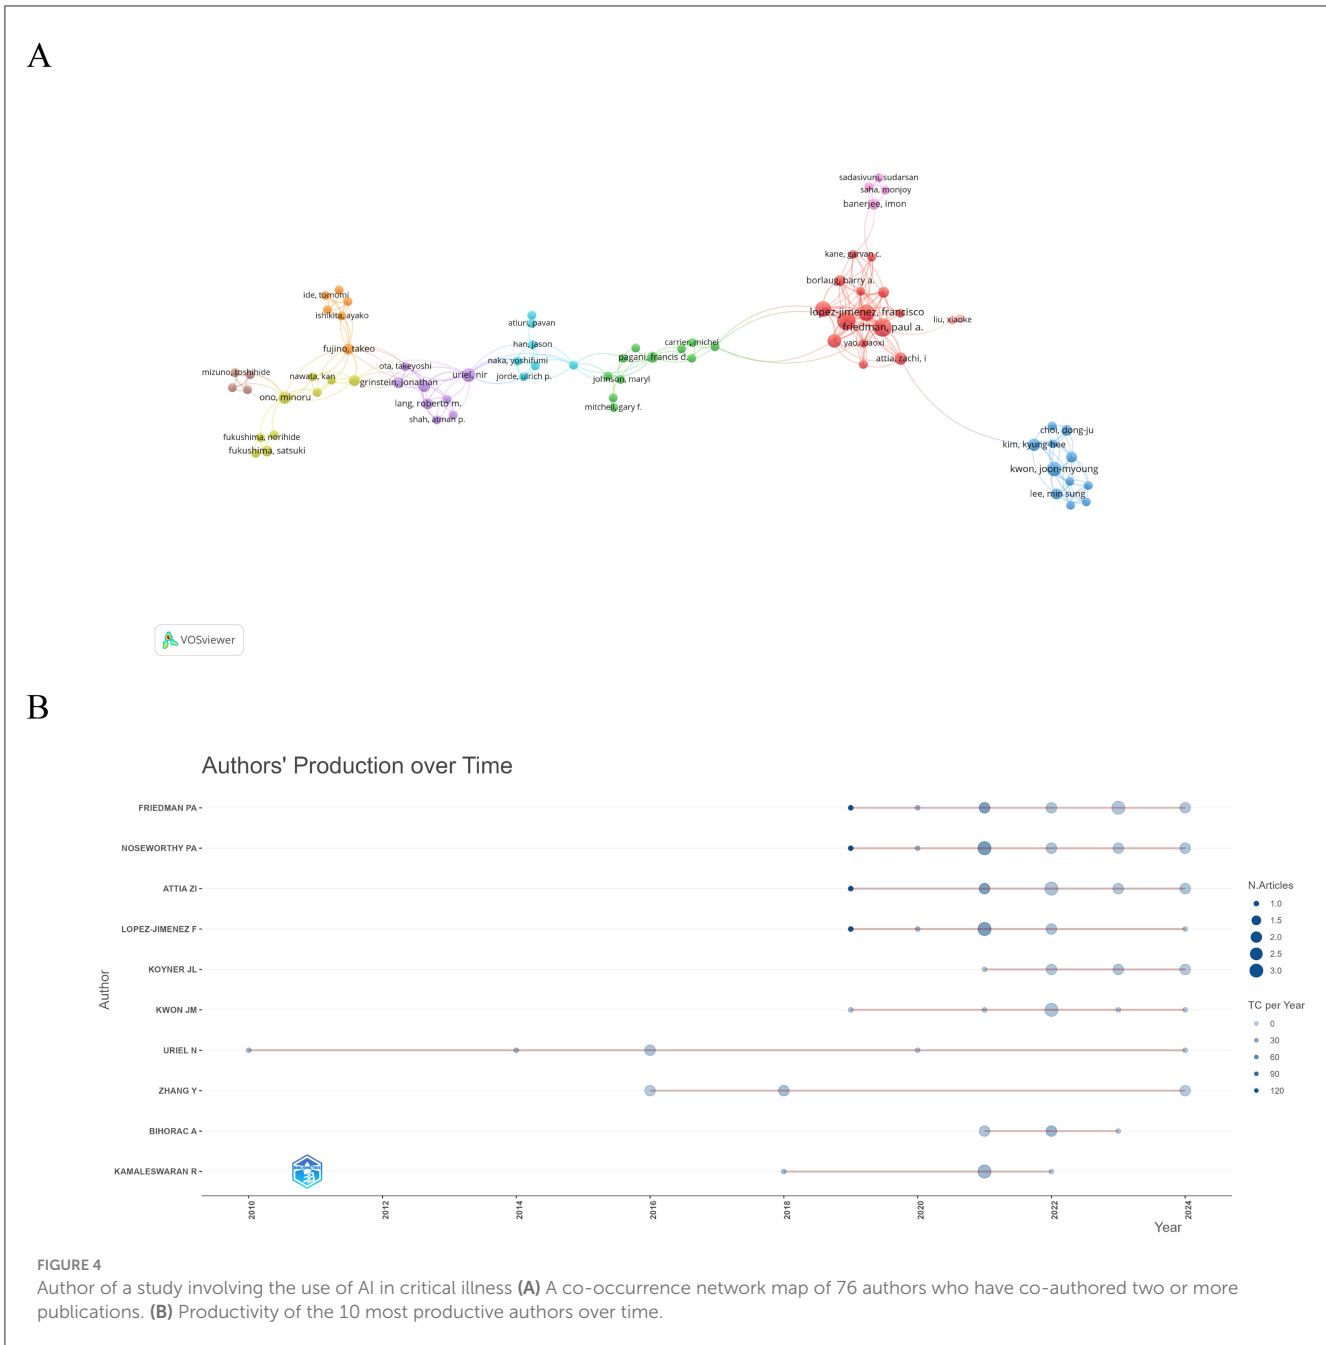 A
sadasivuni, sudarsan
saha, monjoy
banerjee, imon
kane, garvan c.
borlaug, barry a.
lopez-jimenez, francisco
friedman, paul a.
liu, xiaoke
yao, xiaoxi
attia, zachi, i
ide, tomomi
ishikita, ayako
fujino, takeo
atluri, pavan
han, jason
naka, yoshifumi
jorde, ulrich p.
carrier, michel
pagani, francis d.
johnson, maryl
mitchell, gary f.
mizuno, toshihide
nawata, kan
ono, minoru
ota, takeyoshi
grinstein, jonathan
uriel, nir
lang, roberto m.
shah, atman p.
fukushima, norihide
fukushima, satsuki
choi, dong-ju
kim, kyung-hee
kwon, joon-myoung
lee, min sung
VOSviewer
B
Authors' Production over Time
Author
FRIEDMAN PA
NOSEWORTHY PA
ATTIA ZI
LOPEZ-JIMENEZ F
KOYNER JL
KWON JM
URIEL N
ZHANG Y
BIHORAC A
KAMALESWARAN R
2010
2012
2014
2016
2018
2020
2022
2024
Year
N.Articles
1.0
1.5
2.0
2.5
3.0
TC per Year
0
30
60
90
120
FIGURE 4
Author of a study involving the use of AI in critical illness (A) A co-occurrence network map of 76 authors who have co-authored two or more
publications. (B) Productivity of the 10 most productive authors over time.